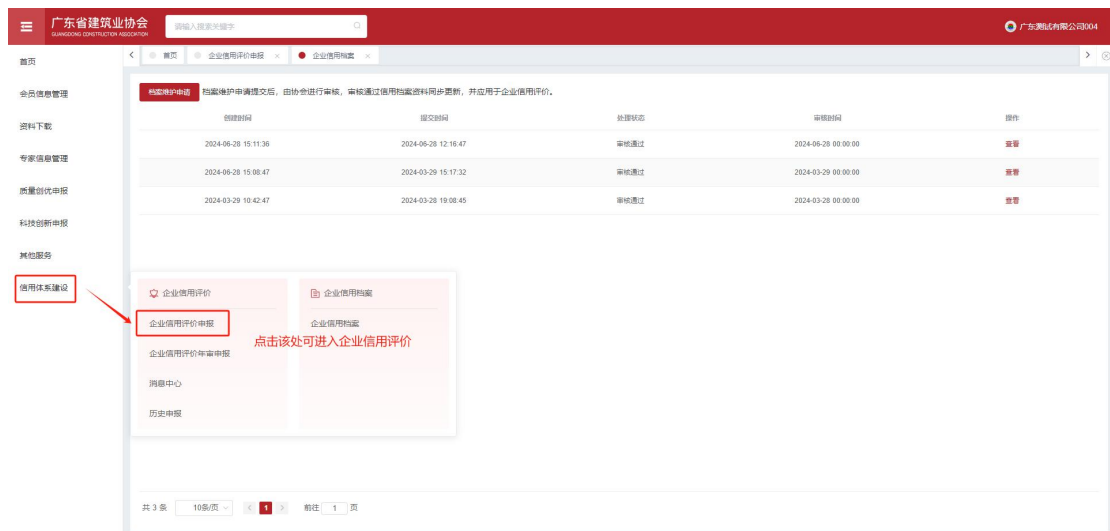 广东省建筑业协会
GUANGDONG CONSTRUCTION INDUSTRY ASSOCIATION
请输入搜索关键字
广东测试有限公司004
首页
会员信息管理
资料下载
专家信息管理
质量创优申报
科技创新申报
其他服务
信用体系建设
首页 企业信用评价申报 × 企业信用档案 ×
档案维护申请 档案维护申请提交后，由协会进行审核，审核通过信用档案资料同步更新，并应用于企业信用评价。
创建时间 提交时间 处理状态 审核时间 操作
2024-06-28 15:11:36 2024-06-28 12:16:47 审核通过 2024-06-28 00:00:00 查看
2024-06-28 15:08:47 2024-03-29 15:17:32 审核通过 2024-03-29 00:00:00 查看
2024-03-29 10:42:47 2024-03-28 19:08:45 审核通过 2024-03-28 00:00:00 查看
企业信用评价 企业信用档案
企业信用评价申报 企业信用档案
点击该处可进入企业信用评价
企业信用评价年审申报
消息中心
历史申报
共 3 条 10条/页 < 1 > 前往 1 页